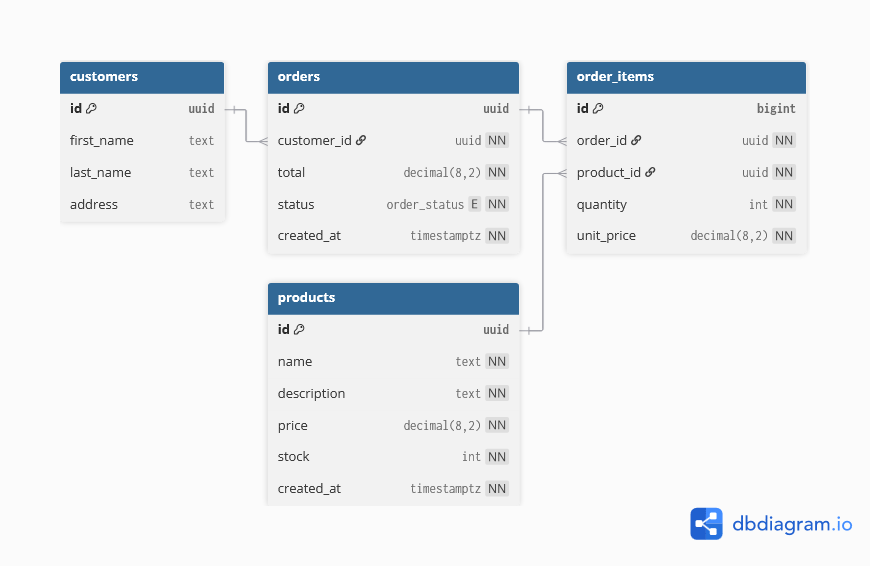 customers
id uuid
first_name text
last_name text
address text
orders
id uuid
customer_id uuid NN
total decimal(8,2) NN
status order_status E NN
created_at timestamptz NN
order_items
id bigint
order_id uuid NN
product_id uuid NN
quantity int NN
unit_price decimal(8,2) NN
products
id uuid
name text NN
description text NN
price decimal(8,2) NN
stock int NN
created_at timestamptz NN
dbdiagram.io